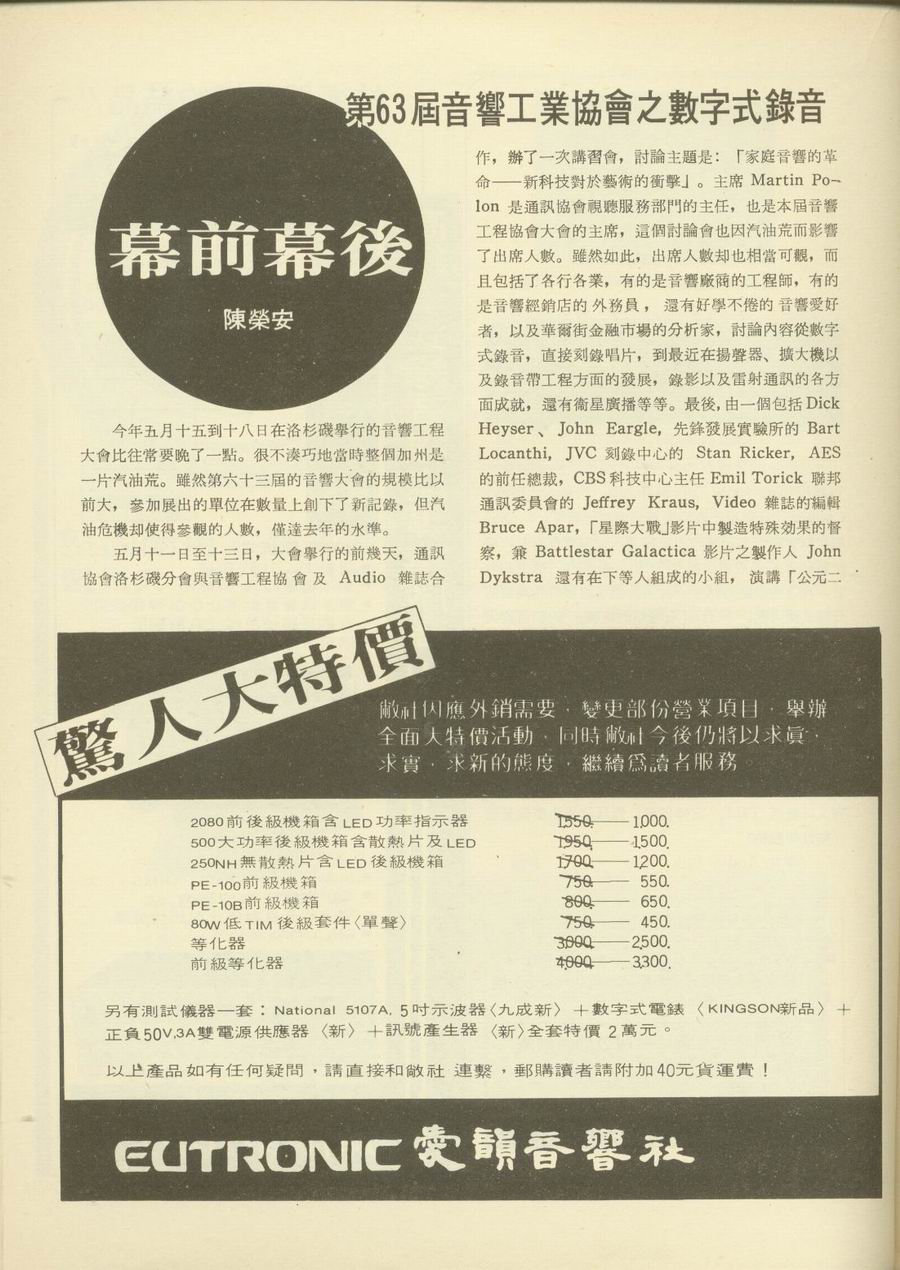 第63屆音響工業協會之數字式錄音
幕前幕後
陳榮安
今年五月十五到十八日在洛杉磯舉行的音響工程
大會比往常要晚了一點。很不湊巧地當時整個加州是
一片汽油荒。雖然第六十三屆的音響大會的規模比以
前大，參加展出的單位在數量上創下了新記錄，但汽
油危機却使得參觀的人數，僅達去年的水準。
五月十一日至十三日，大會舉行的前幾天，通訊
協會洛杉磯分會與音響工程協會及 Audio 雜誌合
作，辦了一次講習會，討論主題是：「家庭音響的革
命——新科技對於藝術的衝擊」。主席 Martin Po-
lon 是通訊協會視聽服務部門的主任，也是本屆音響
工程協會大會的主席，這個討論會也因汽油荒而影響
了出席人數。雖然如此，出席人數却也相當可觀，而
且包括了各行各業，有的是音響廠商的工程師，有的
是音響經銷店的外務員，還有好學不倦的音響愛好
者，以及華爾街金融市場的分析家，討論內容從數字
式錄音，直接刻錄唱片，到最近在揚聲器、擴大機以
及錄音帶工程方面的發展，錄影以及雷射通訊的各方
面成就，還有衞星廣播等等。最後，由一個包括 Dick
Heyser、John Eargle, 先鋒發展實驗所的 Bart
Locanthi, JVC 刻錄中心的 Stan Ricker, AES
的前任總裁，CBS 科技中心主任 Emil Torick 聯邦
通訊委員會的 Jeffrey Kraus, Video 雜誌的編輯
Bruce Apar,「星際大戰」影片中製造特殊効果的督
察，兼 Battlestar Galactica 影片之製作人 John
Dykstra 還有在下等人組成的小組，演講「公元二
驚人大特價
敝社因應外銷需要．變更部份營業項目．舉辦
全面大特價活動．同時敝社今後仍將以求眞．
求實．求新的態度．繼續爲讀者服務
2080前後級機箱含LED功率指示器 1,550.—1,000.
500大功率後級機箱含散熱片及LED 1,950.—1,500.
250NH無散熱片含LED後級機箱 1,700.—1,200.
PE-100前級機箱 750.—550.
PE-10B前級機箱 800.—650.
80W低TIM後級套件〈單聲〉 750.—450.
等化器 3,000.—2,500.
前級等化器 4,000.—3,300.
另有測試儀器一套：National 5107A, 5吋示波器〈九成新〉＋數字式電錶〈KINGSON新品〉＋
正負50V,3A雙電源供應器〈新〉＋訊號產生器〈新〉全套特價2萬元。
以上產品如有任何疑問，請直接和敝社連繫，郵購讀者請附加40元貨運費！
EUTRONIC 愛韻音響社